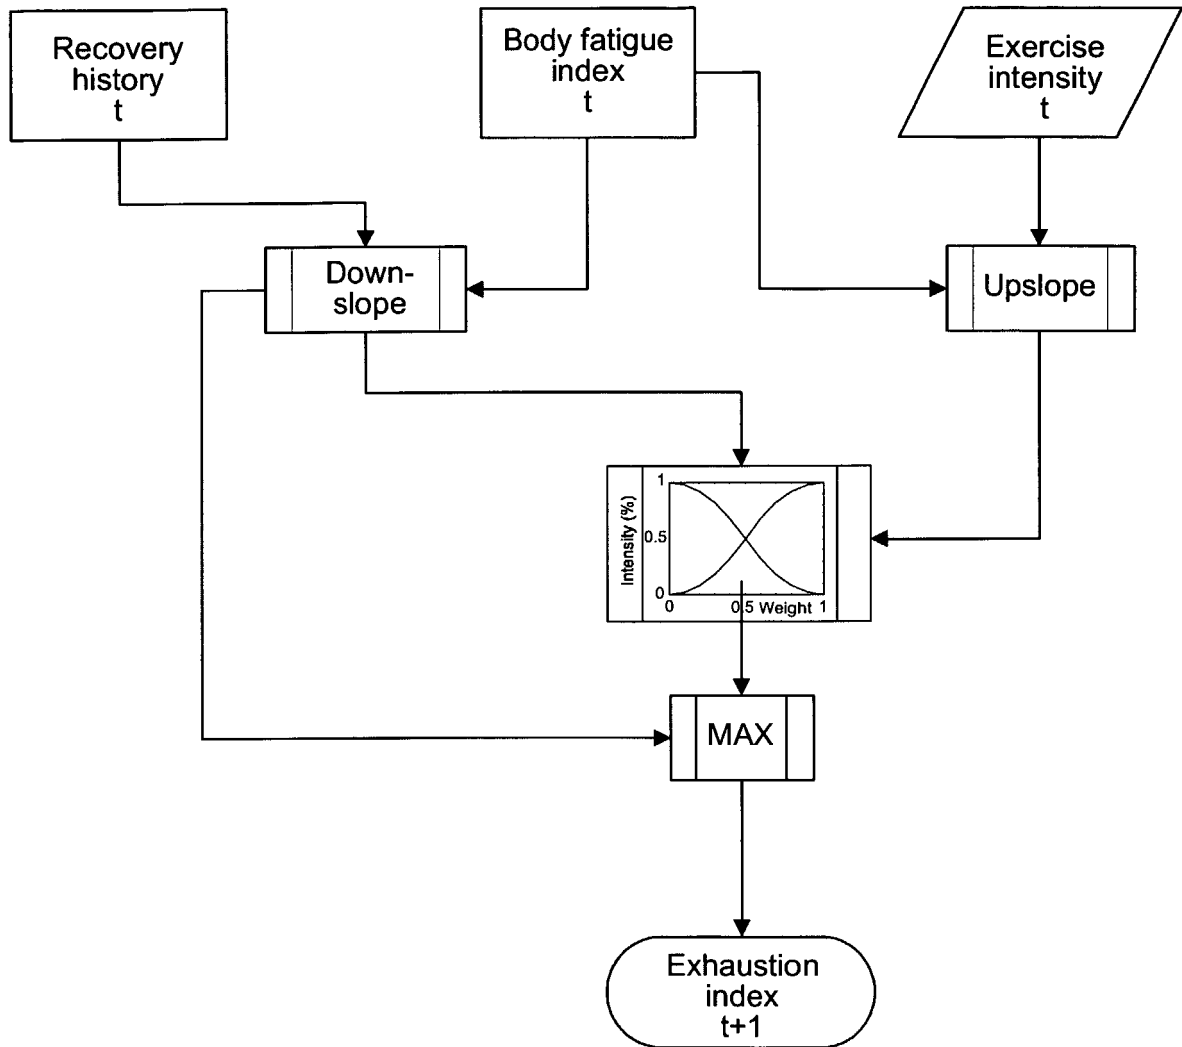 Recovery
history
t
Body fatigue
index
t
Exercise
intensity
t
Down-
slope
Upslope
Intensity (%)
1
0.5
0
0 0.5 Weight 1
MAX
Exhaustion
index
t+1